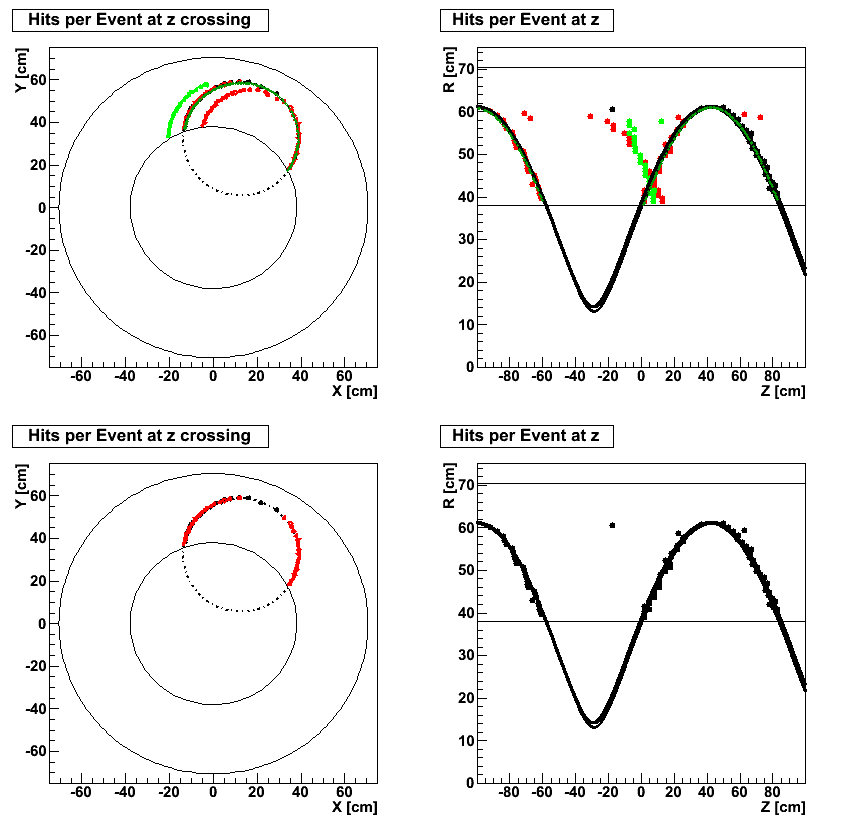 Hits per Event at z crossing
Y [cm]
60
40
20
0
-20
-40
-60
-60 -40 -20 0 20 40 60
X [cm]
Hits per Event at z
R [cm]
70
60
50
40
30
20
10
0
-80 -60 -40 -20 0 20 40 60 80
Z [cm]
Hits per Event at z crossing
Y [cm]
60
40
20
0
-20
-40
-60
-60 -40 -20 0 20 40 60
X [cm]
Hits per Event at z
R [cm]
70
60
50
40
30
20
10
0
-80 -60 -40 -20 0 20 40 60 80
Z [cm]